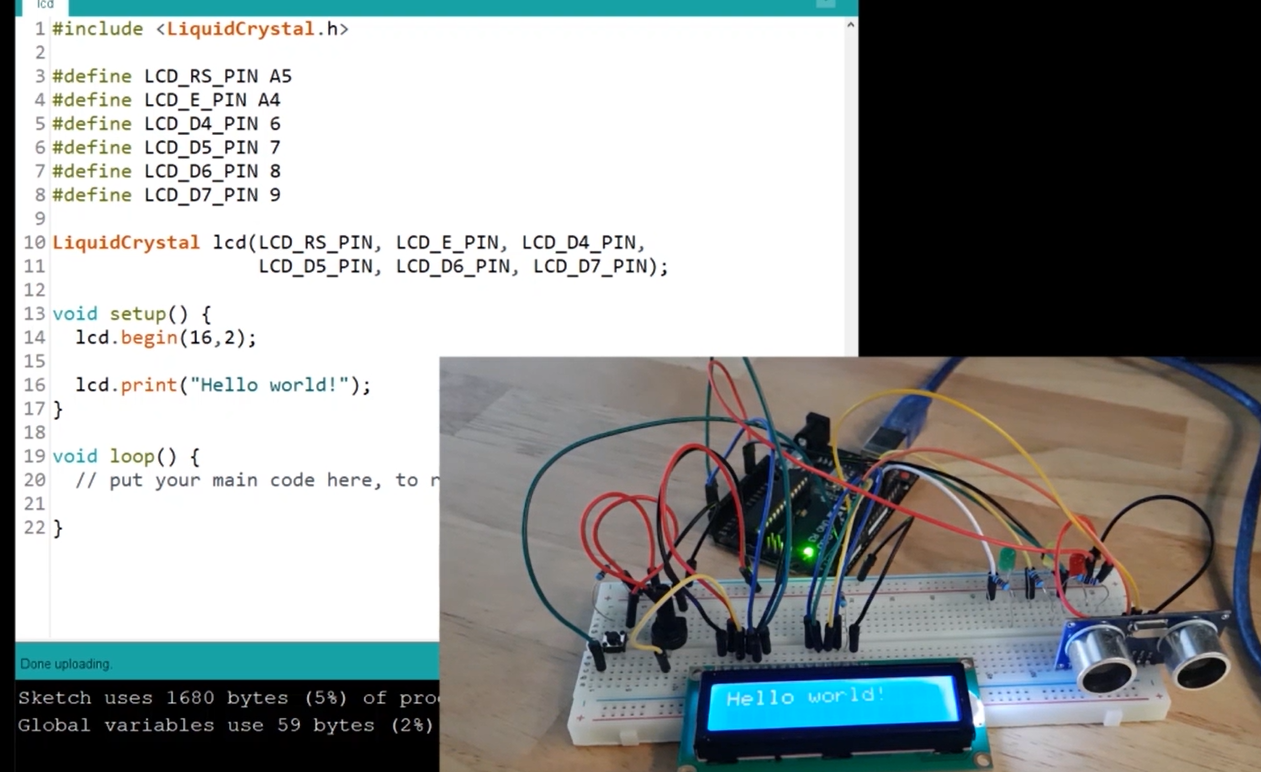 lcd
1 #include <LiquidCrystal.h>
2
3 #define LCD_RS_PIN A5
4 #define LCD_E_PIN A4
5 #define LCD_D4_PIN 6
6 #define LCD_D5_PIN 7
7 #define LCD_D6_PIN 8
8 #define LCD_D7_PIN 9
9
10 LiquidCrystal lcd(LCD_RS_PIN, LCD_E_PIN, LCD_D4_PIN,
11 LCD_D5_PIN, LCD_D6_PIN, LCD_D7_PIN);
12
13 void setup() {
14 lcd.begin(16,2);
15
16 lcd.print("Hello world!");
17 }
18
19 void loop() {
20 // put your main code here, to r
21
22 }
Done uploading.
Sketch uses 1680 bytes (5%) of pro
Global variables use 59 bytes (2%)
Hello world!